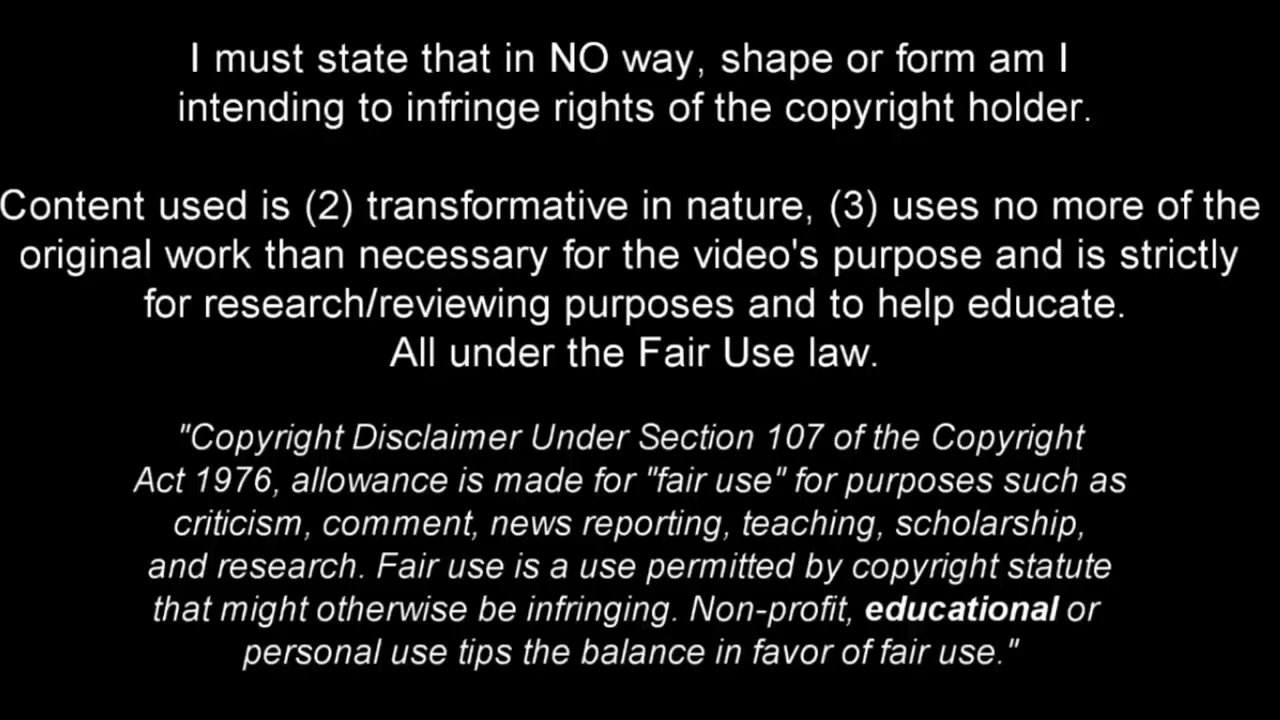 I must state that in NO way, shape or form am I
intending to infringe rights of the copyright holder.
Content used is (2) transformative in nature, (3) uses no more of the
original work than necessary for the video's purpose and is strictly
for research/reviewing purposes and to help educate.
All under the Fair Use law.
"Copyright Disclaimer Under Section 107 of the Copyright
Act 1976, allowance is made for "fair use" for purposes such as
criticism, comment, news reporting, teaching, scholarship,
and research. Fair use is a use permitted by copyright statute
that might otherwise be infringing. Non-profit, educational or
personal use tips the balance in favor of fair use."